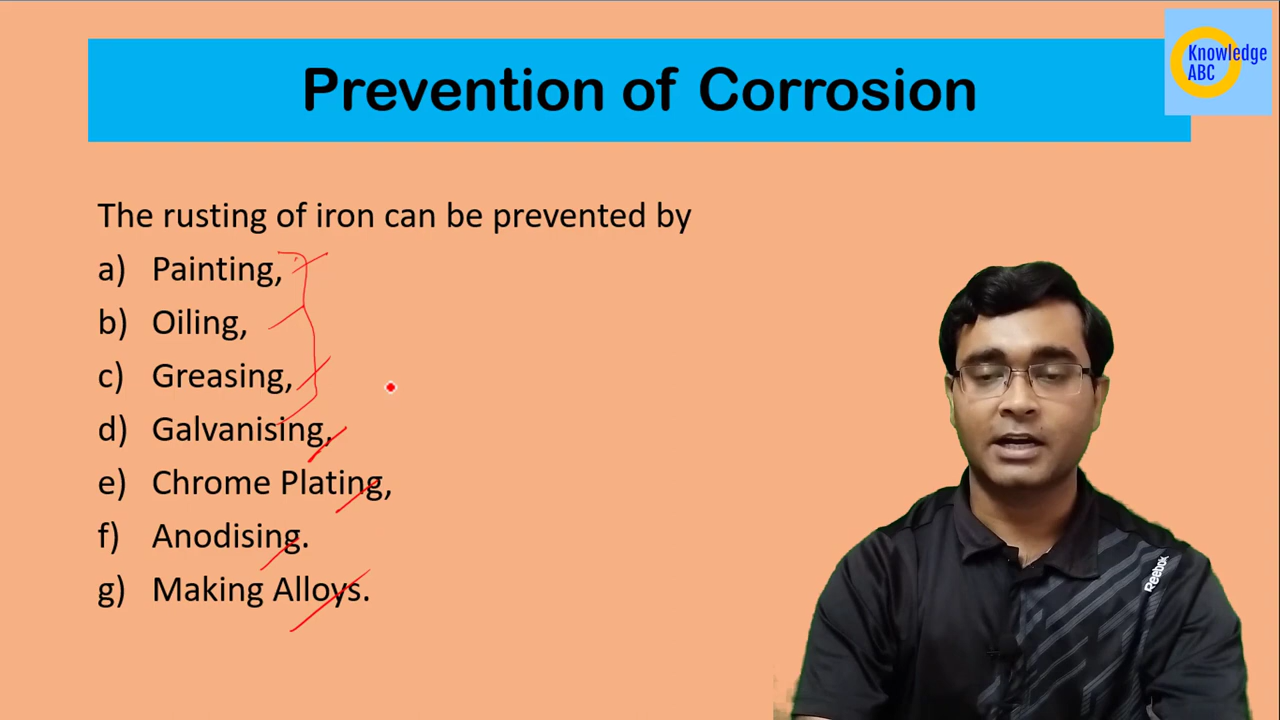 Knowledge
ABC
Prevention of Corrosion
The rusting of iron can be prevented by
a) Painting,
b) Oiling,
c) Greasing,
d) Galvanising,
e) Chrome Plating,
f) Anodising.
g) Making Alloys.
Reebok